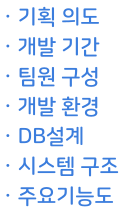 · 기획 의도
· 개발 기간
· 팀원 구성
· 개발 환경
· DB설계
· 시스템 구조
· 주요기능도